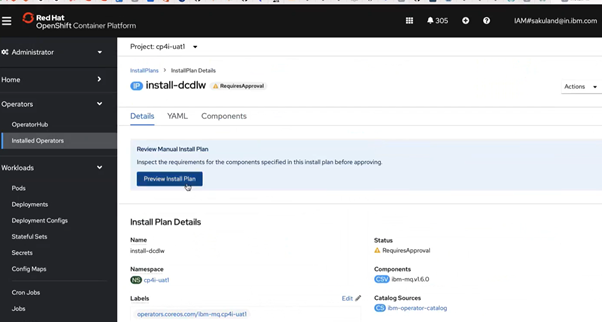 Red Hat
OpenShift Container Platform
305
IAM#sakuland@in.ibm.com
Administrator
Home
Operators
OperatorHub
Installed Operators
Workloads
Pods
Deployments
Deployment Configs
Stateful Sets
Secrets
Config Maps
Cron Jobs
Jobs
Project: cp4i-uat1
InstallPlans > InstallPlan Details
IP install-dcdlw RequiresApproval
Actions
Details YAML Components
Review Manual Install Plan
Inspect the requirements for the components specified in this install plan before approving.
Preview Install Plan
Install Plan Details
Name
install-dcdlw
Namespace
NS cp4i-uat1
Labels
Edit
operators.coreos.com/ibm-mq.cp4i-uat1
Status
RequiresApproval
Components
CSV ibm-mq.v1.6.0
Catalog Sources
CS ibm-operator-catalog